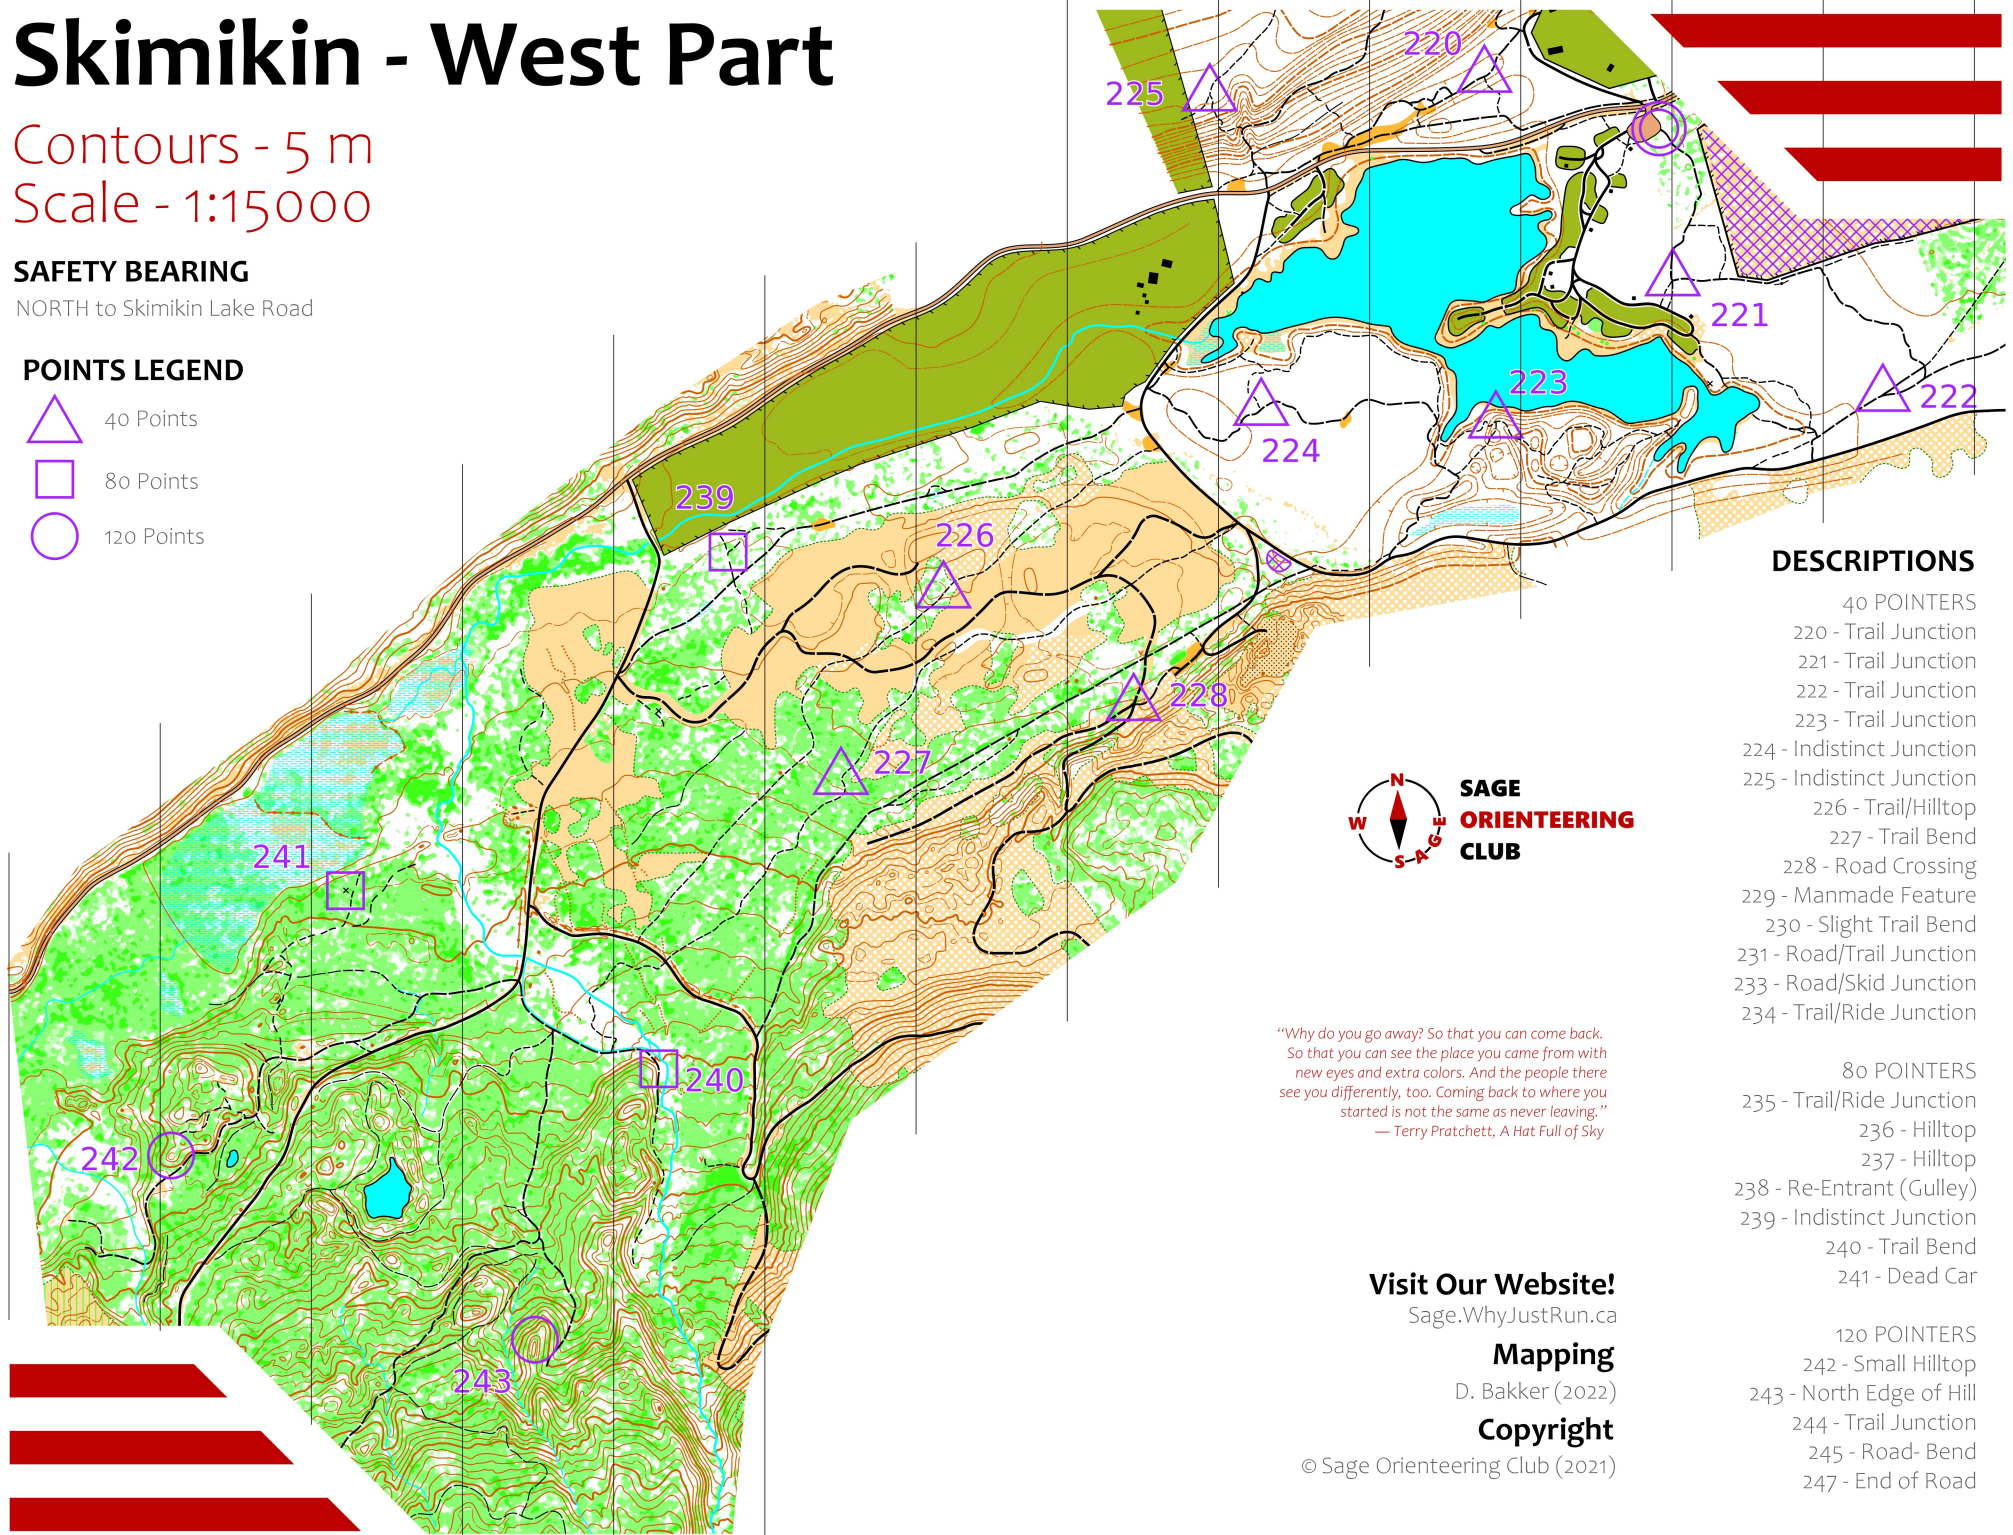 Skimikin - West Part
Contours - 5 m
Scale - 1:15000
SAFETY BEARING
NORTH to Skimikin Lake Road
POINTS LEGEND
40 Points
80 Points
120 Points
220
225
221
222
223
224
239
226
228
227
241
240
242
243
N
W E
S A G
SAGE
ORIENTEERING
CLUB
“Why do you go away? So that you can come back.
So that you can see the place you came from with
new eyes and extra colors. And the people there
see you differently, too. Coming back to where you
started is not the same as never leaving.”
— Terry Pratchett, A Hat Full of Sky
Visit Our Website!
Sage.WhyJustRun.ca
Mapping
D. Bakker (2022)
Copyright
© Sage Orienteering Club (2021)
DESCRIPTIONS
40 POINTERS
220 - Trail Junction
221 - Trail Junction
222 - Trail Junction
223 - Trail Junction
224 - Indistinct Junction
225 - Indistinct Junction
226 - Trail/Hilltop
227 - Trail Bend
228 - Road Crossing
229 - Manmade Feature
230 - Slight Trail Bend
231 - Road/Trail Junction
233 - Road/Skid Junction
234 - Trail/Ride Junction
80 POINTERS
235 - Trail/Ride Junction
236 - Hilltop
237 - Hilltop
238 - Re-Entrant (Gulley)
239 - Indistinct Junction
240 - Trail Bend
241 - Dead Car
120 POINTERS
242 - Small Hilltop
243 - North Edge of Hill
244 - Trail Junction
245 - Road- Bend
247 - End of Road